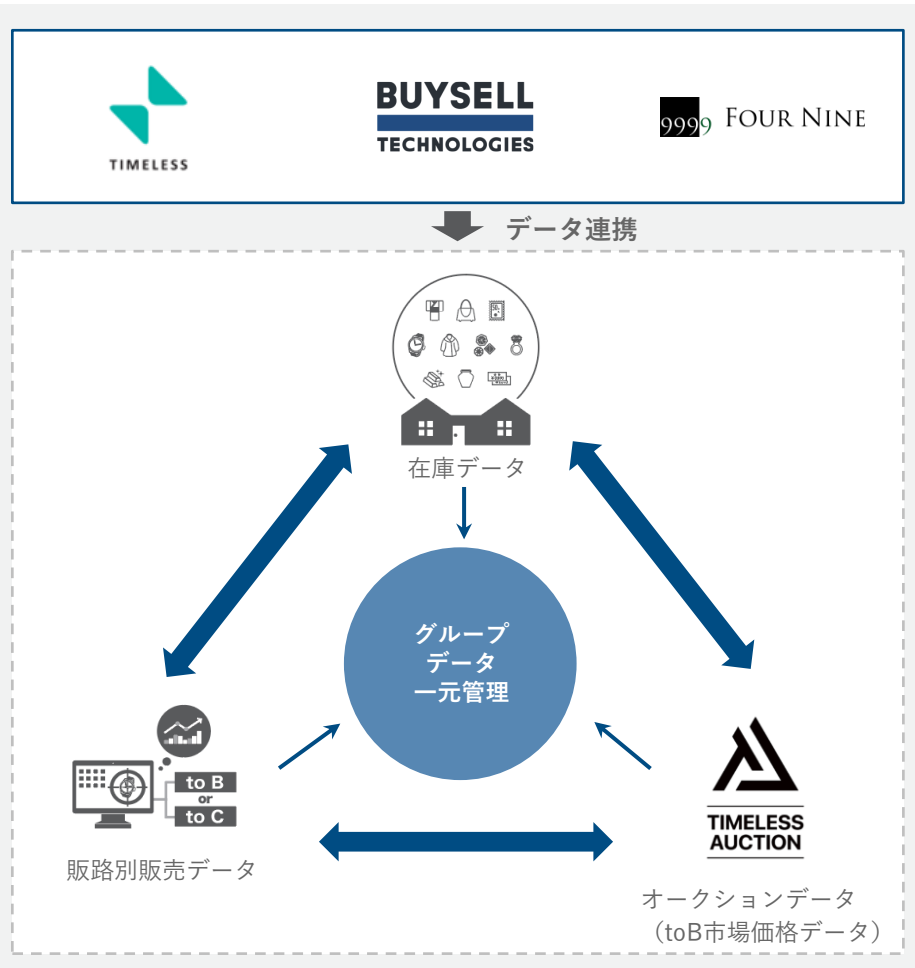 TIMELESS
BUYSELL
TECHNOLOGIES
9999 FOUR NINE
データ連携
在庫データ
グループ
データ
一元管理
to B
or
to C
販路別販売データ
TIMELESS
AUCTION
オークションデータ
（toB市場価格データ）